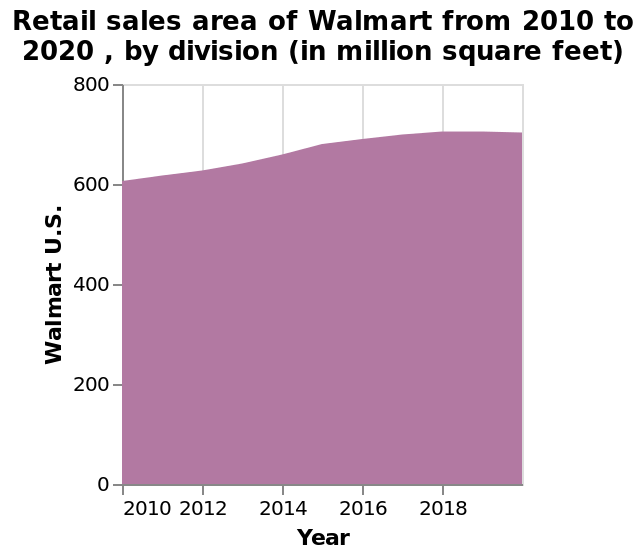 Retail sales area of Walmart from 2010 to
2020 , by division (in million square feet)
800
600
400
200
0
Walmart U.S.
2010 2012 2014 2016 2018
Year